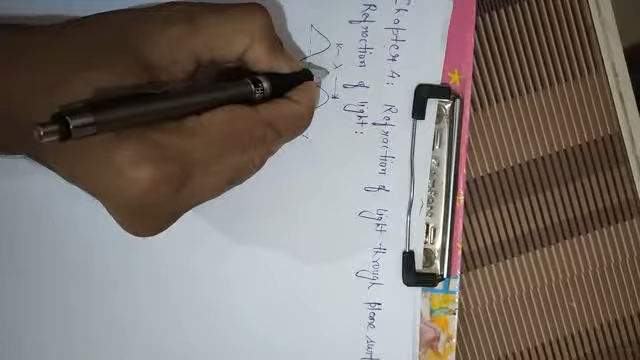 Chapter 4: Refraction of light through plane surf
Refraction of light:
λ